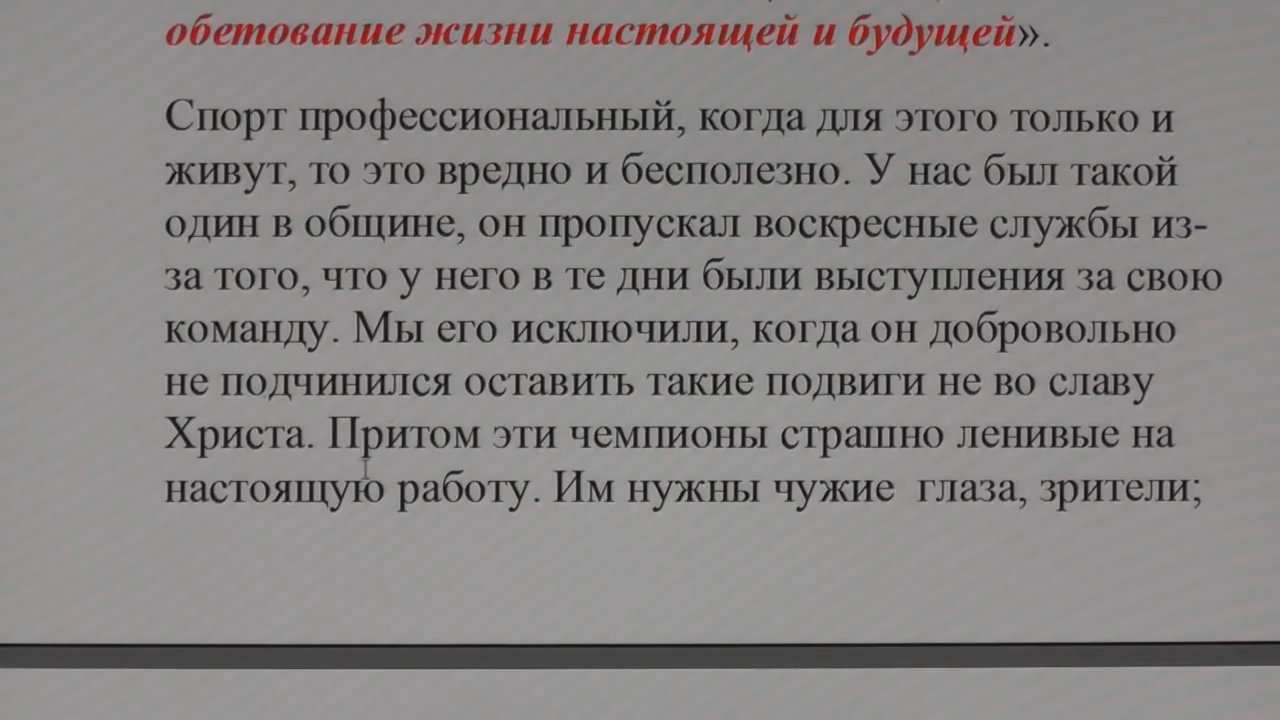 обетование жизни настоящей и будущей».
Спорт профессиональный, когда для этого только и
живут, то это вредно и бесполезно. У нас был такой
один в общине, он пропускал воскресные службы из-
за того, что у него в те дни были выступления за свою
команду. Мы его исключили, когда он добровольно
не подчинился оставить такие подвиги не во славу
Христа. Притом эти чемпионы страшно ленивые на
настоящую работу. Им нужны чужие  глаза, зрители;